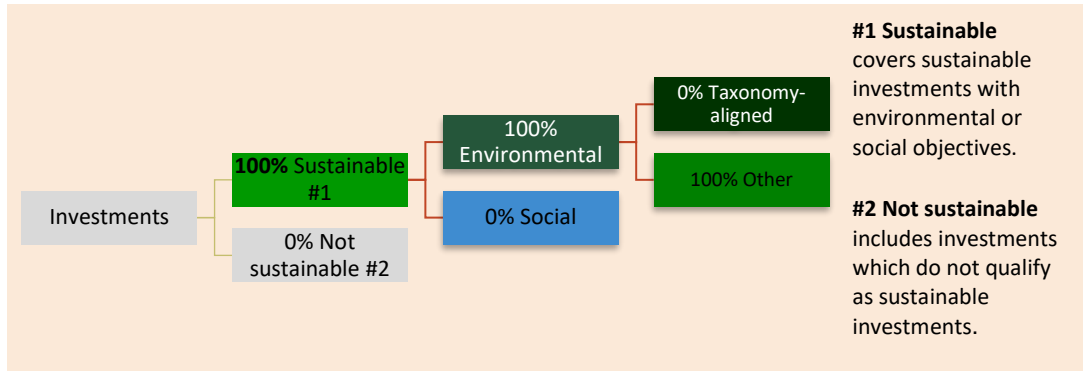 Investments
100% Sustainable
#1
0% Not
sustainable #2
100%
Environmental
0% Social
0% Taxonomy-
aligned
100% Other
#1 Sustainable
covers sustainable
investments with
environmental or
social objectives.
#2 Not sustainable
includes investments
which do not qualify
as sustainable
investments.